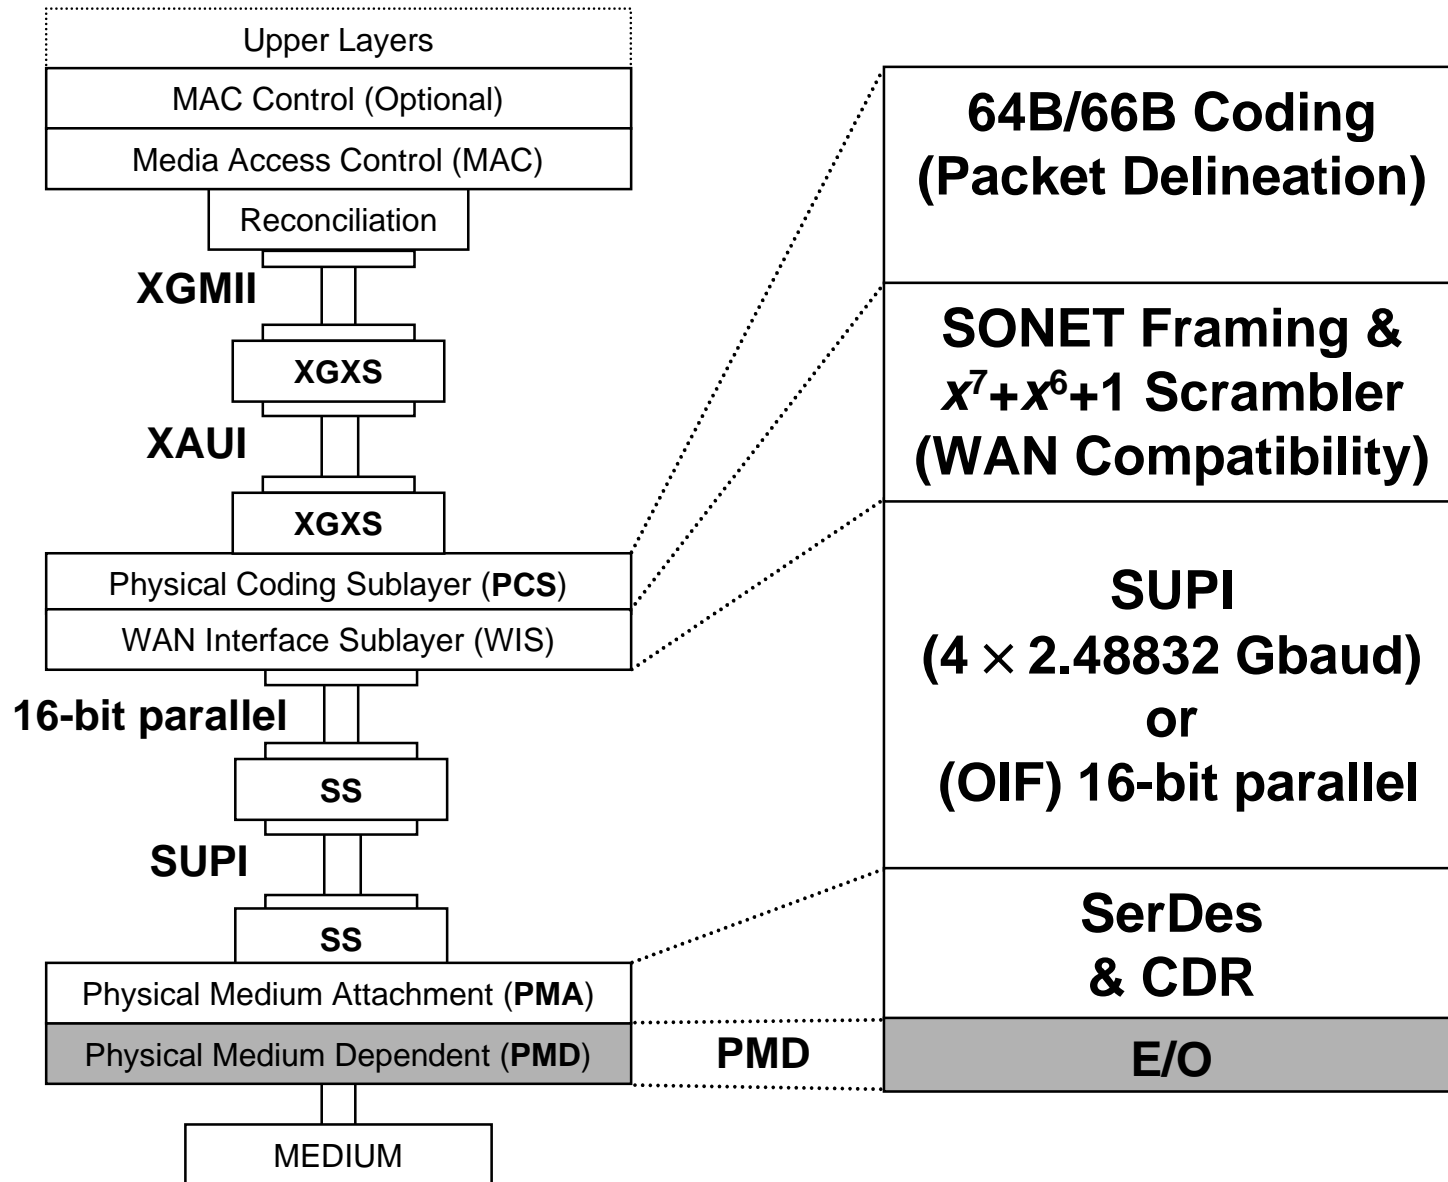 Upper Layers
MAC Control (Optional)
Media Access Control (MAC)
Reconciliation
XGMII
XGXS
XAUI
XGXS
Physical Coding Sublayer (PCS)
WAN Interface Sublayer (WIS)
16-bit parallel
SS
SUPI
SS
Physical Medium Attachment (PMA)
Physical Medium Dependent (PMD)
MEDIUM
PMD
64B/66B Coding
(Packet Delineation)
SONET Framing &
x⁷+x⁶+1 Scrambler
(WAN Compatibility)
SUPI
(4 × 2.48832 Gbaud)
or
(OIF) 16-bit parallel
SerDes
& CDR
E/O